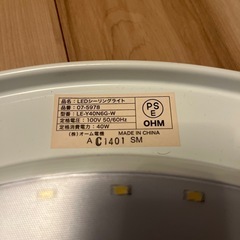 品名:LEDシーリングライト
品番:07-5978
型番:LE-Y40N6G-W
定格電圧:100V 50/60Hz
定格消費電力:40W
(株)オーム電機 MADE IN CHINA
A C1401 SM
PS
E
OHM